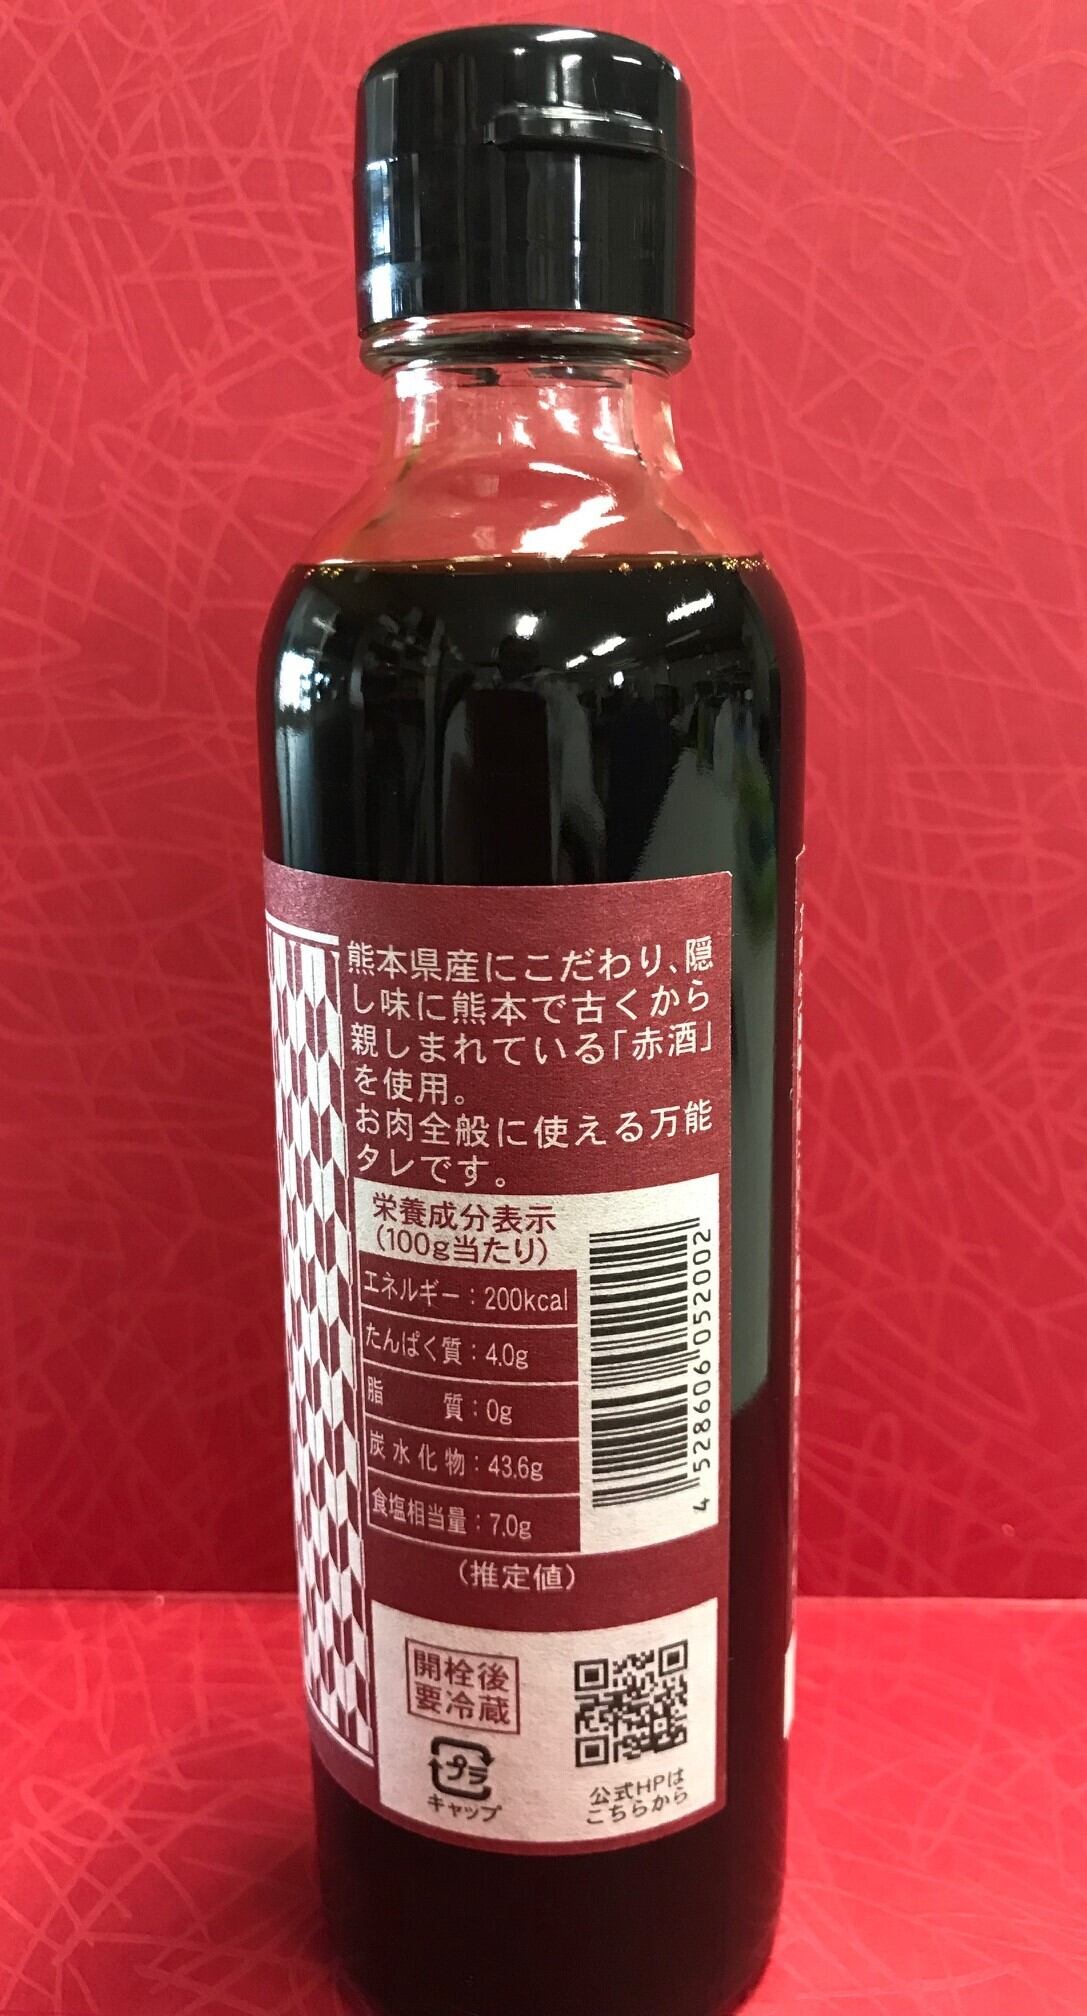 熊本県産にこだわり、隠
し味に熊本で古くから
親しまれている「赤酒」
を使用。
お肉全般に使える万能
タレです。
栄養成分表示
(100g当たり)
エネルギー：200kcal
たんぱく質：4.0g
脂質：0g
炭水化物：43.6g
食塩相当量：7.0g
(推定値)
4 528606 052002
開栓後
要冷蔵
プラ
キャップ
公式HPは
こちらから